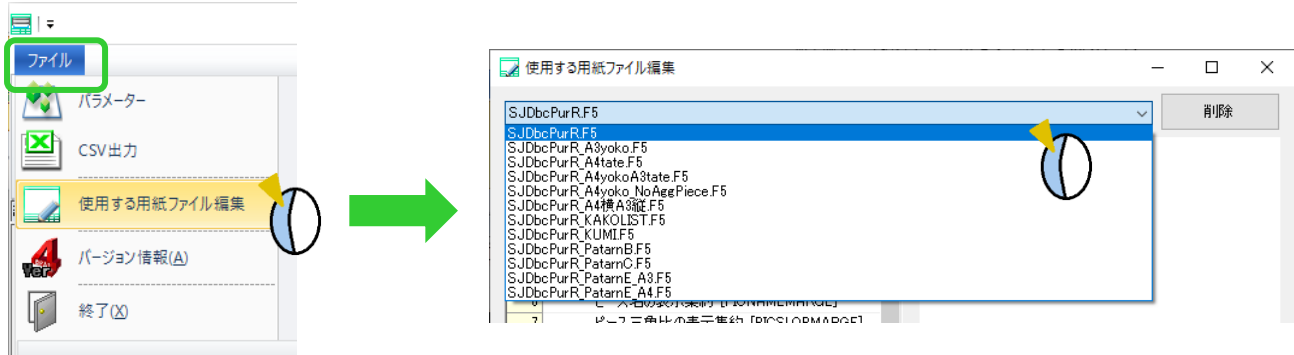 ファイル
パラメーター
CSV出力
使用する用紙ファイル編集
Ver4
バージョン情報(A)
終了(X)
使用する用紙ファイル編集
SJDbcPurR.F5
削除
SJDbcPurR.F5
SJDbcPurR_A3yoko.F5
SJDbcPurR_A4tate.F5
SJDbcPurR_A4yokoA3tate.F5
SJDbcPurR_A4yoko_NoAggPiece.F5
SJDbcPurR_A4横A3縦.F5
SJDbcPurR_KAKOLIST.F5
SJDbcPurR_KUMI.F5
SJDbcPurR_PatarnB.F5
SJDbcPurR_PatarnC.F5
SJDbcPurR_PatarnE_A3.F5
SJDbcPurR_PatarnE_A4.F5